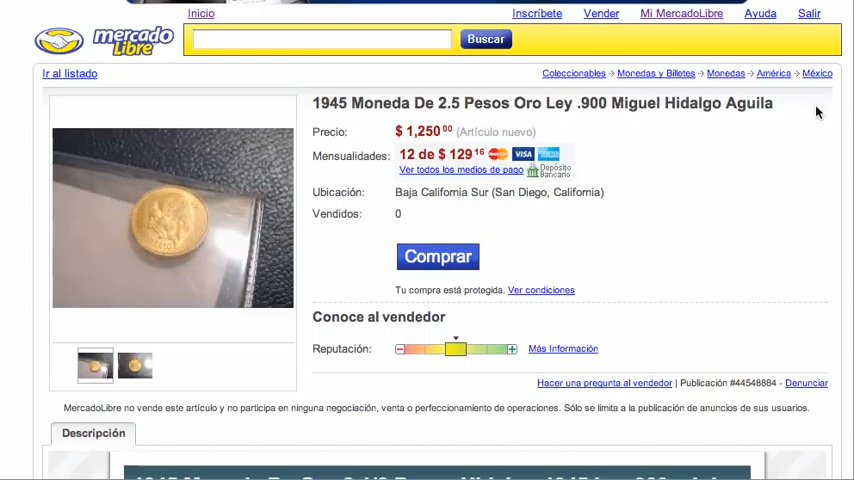 Inicio
Inscríbete Vender Mi MercadoLibre Ayuda Salir
mercado
libre
Buscar
Ir al listado
Coleccionables → Monedas y Billetes → Monedas → América → México
1945 Moneda De 2.5 Pesos Oro Ley .900 Miguel Hidalgo Aguila
Precio: $ 1,250 00 (Artículo nuevo)
Mensualidades: 12 de $ 129 16 VISA
Ver todos los medios de pago Depósito
Bancario
Ubicación: Baja California Sur (San Diego, California)
Vendidos: 0
Comprar
Tu compra está protegida. Ver condiciones
Conoce al vendedor
Reputación: Más Información
Hacer una pregunta al vendedor | Publicación #44548884 - Denunciar
MercadoLibre no vende este artículo y no participa en ninguna negociación, venta o perfeccionamiento de operaciones. Sólo se limita a la publicación de anuncios de sus usuarios.
Descripción